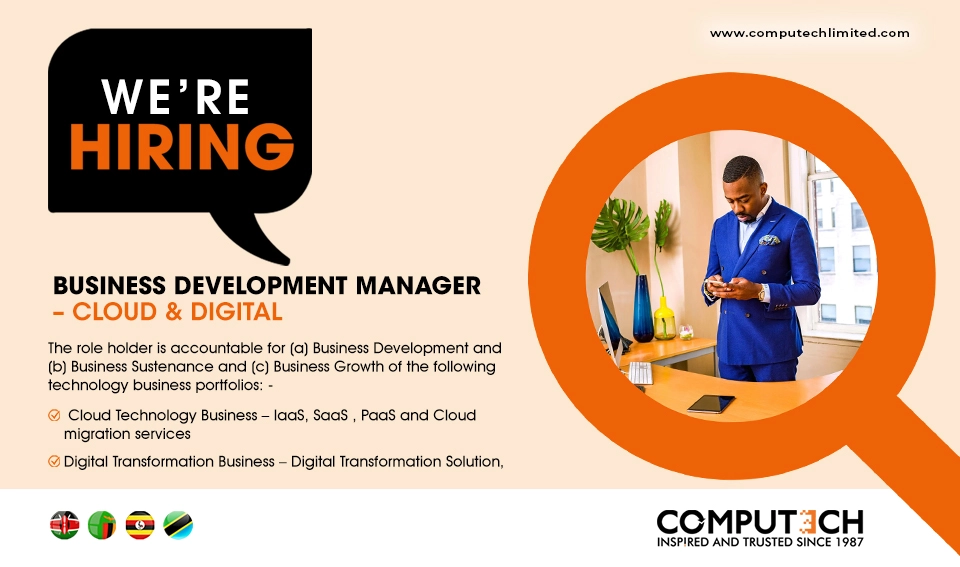 www.computechlimited.com
WE'RE
HIRING
BUSINESS DEVELOPMENT MANAGER
– CLOUD & DIGITAL
The role holder is accountable for (a) Business Development and
(b) Business Sustenance and (c) Business Growth of the following
technology business portfolios: -
Cloud Technology Business – IaaS, SaaS , PaaS and Cloud
migration services
Digital Transformation Business – Digital Transformation Solution,
COMPUTECH
INSPIRED AND TRUSTED SINCE 1987